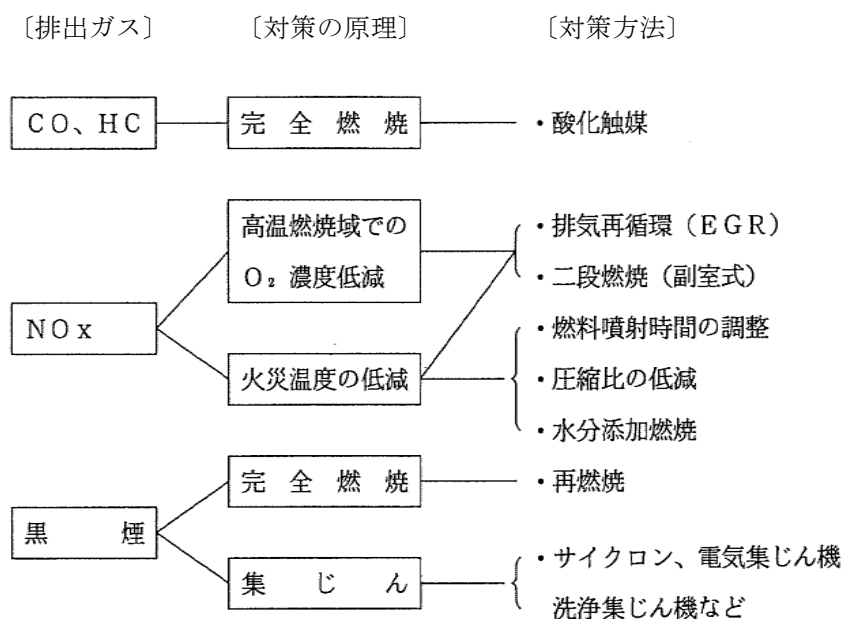 〔排出ガス〕 〔対策の原理〕 〔対策方法〕
CO、HC 完全燃焼 ・酸化触媒
高温燃焼域での
O₂ 濃度低減
・排気再循環(EGR)
・二段燃焼(副室式)
NOx
火災温度の低減
・燃料噴射時間の調整
・圧縮比の低減
・水分添加燃焼
黒煙
完全燃焼 ・再燃焼
集じん
・サイクロン、電気集じん機
洗浄集じん機など